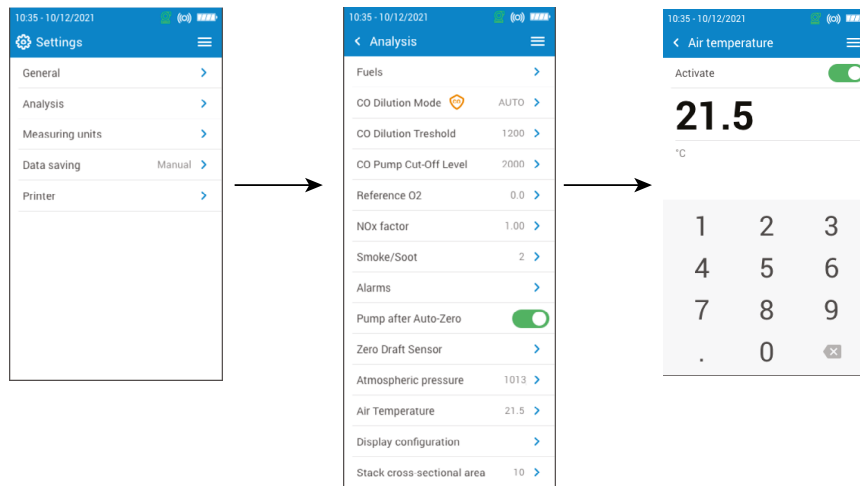 10:35 - 10/12/2021
Settings
General
Analysis
Measuring units
Data saving Manual
Printer
10:35 - 10/12/2021
Analysis
Fuels
CO Dilution Mode CO AUTO
CO Dilution Treshold 1200
CO Pump Cut-Off Level 2000
Reference O2 0.0
NOx factor 1.00
Smoke/Soot 2
Alarms
Pump after Auto-Zero
Zero Draft Sensor
Atmospheric pressure 1013
Air Temperature 21.5
Display configuration
Stack cross-sectional area 10
10:35 - 10/12/2021
Air temperature
Activate
21.5
°C
1 2 3
4 5 6
7 8 9
. 0